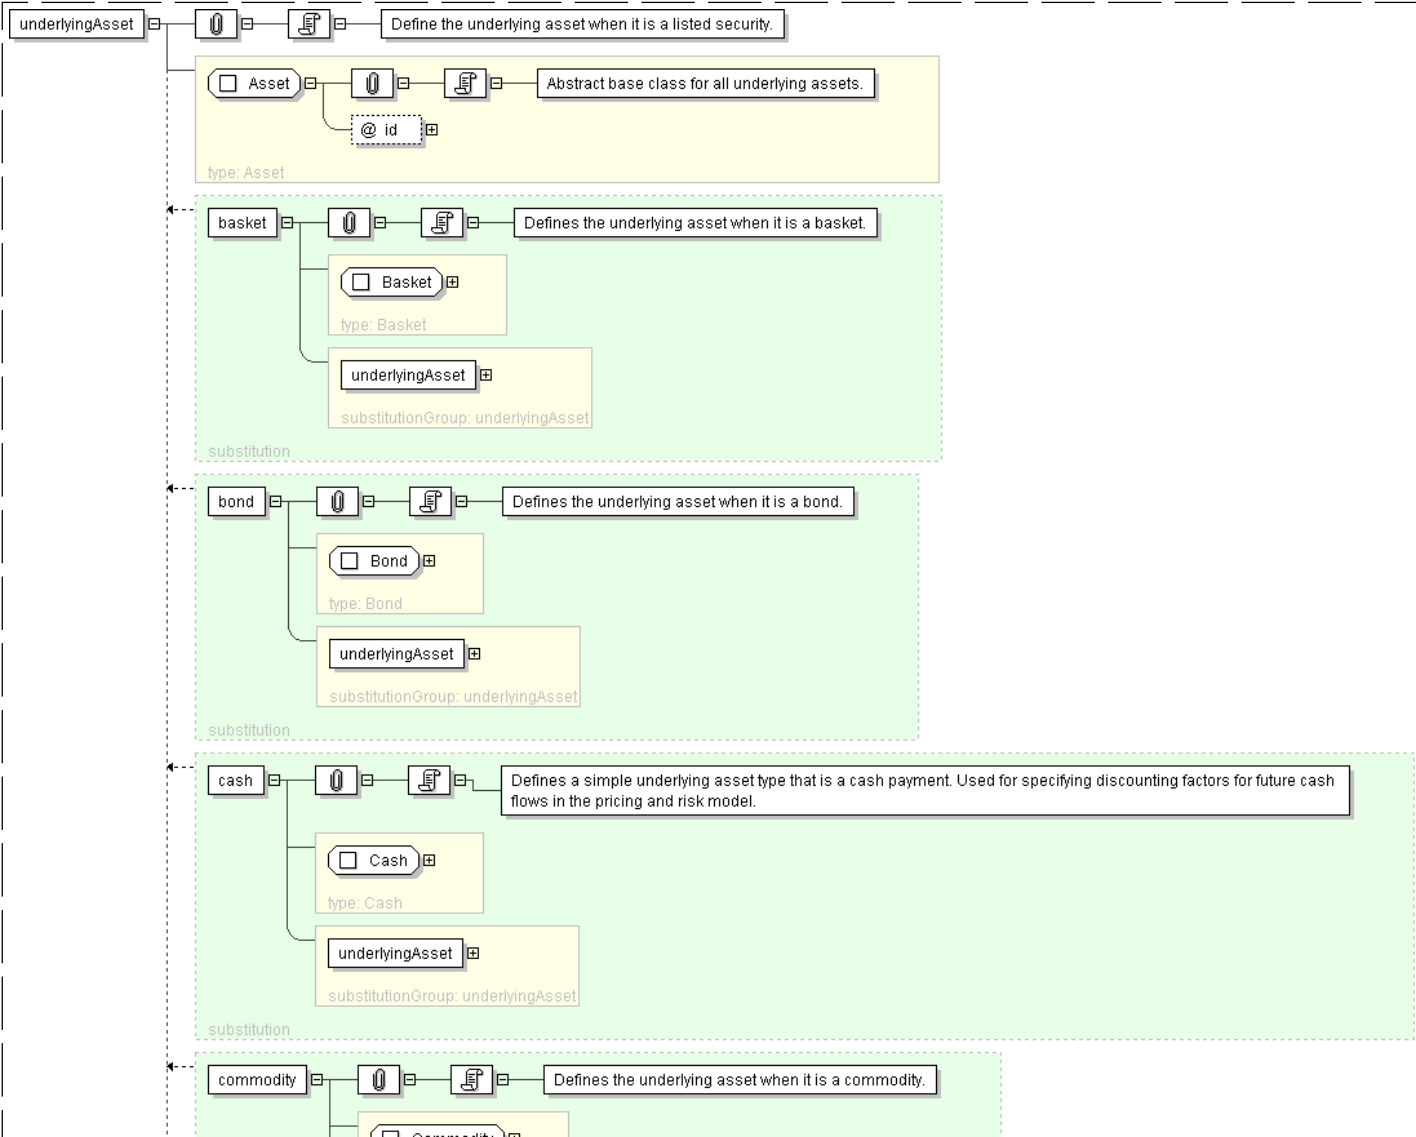 underlyingAsset
Define the underlying asset when it is a listed security.
Asset
Abstract base class for all underlying assets.
@ id
type: Asset
basket
Defines the underlying asset when it is a basket.
Basket
type: Basket
underlyingAsset
substitutionGroup: underlyingAsset
substitution
bond
Defines the underlying asset when it is a bond.
Bond
type: Bond
underlyingAsset
substitutionGroup: underlyingAsset
substitution
cash
Defines a simple underlying asset type that is a cash payment. Used for specifying discounting factors for future cash
flows in the pricing and risk model.
Cash
type: Cash
underlyingAsset
substitutionGroup: underlyingAsset
substitution
commodity
Defines the underlying asset when it is a commodity.
Commodity